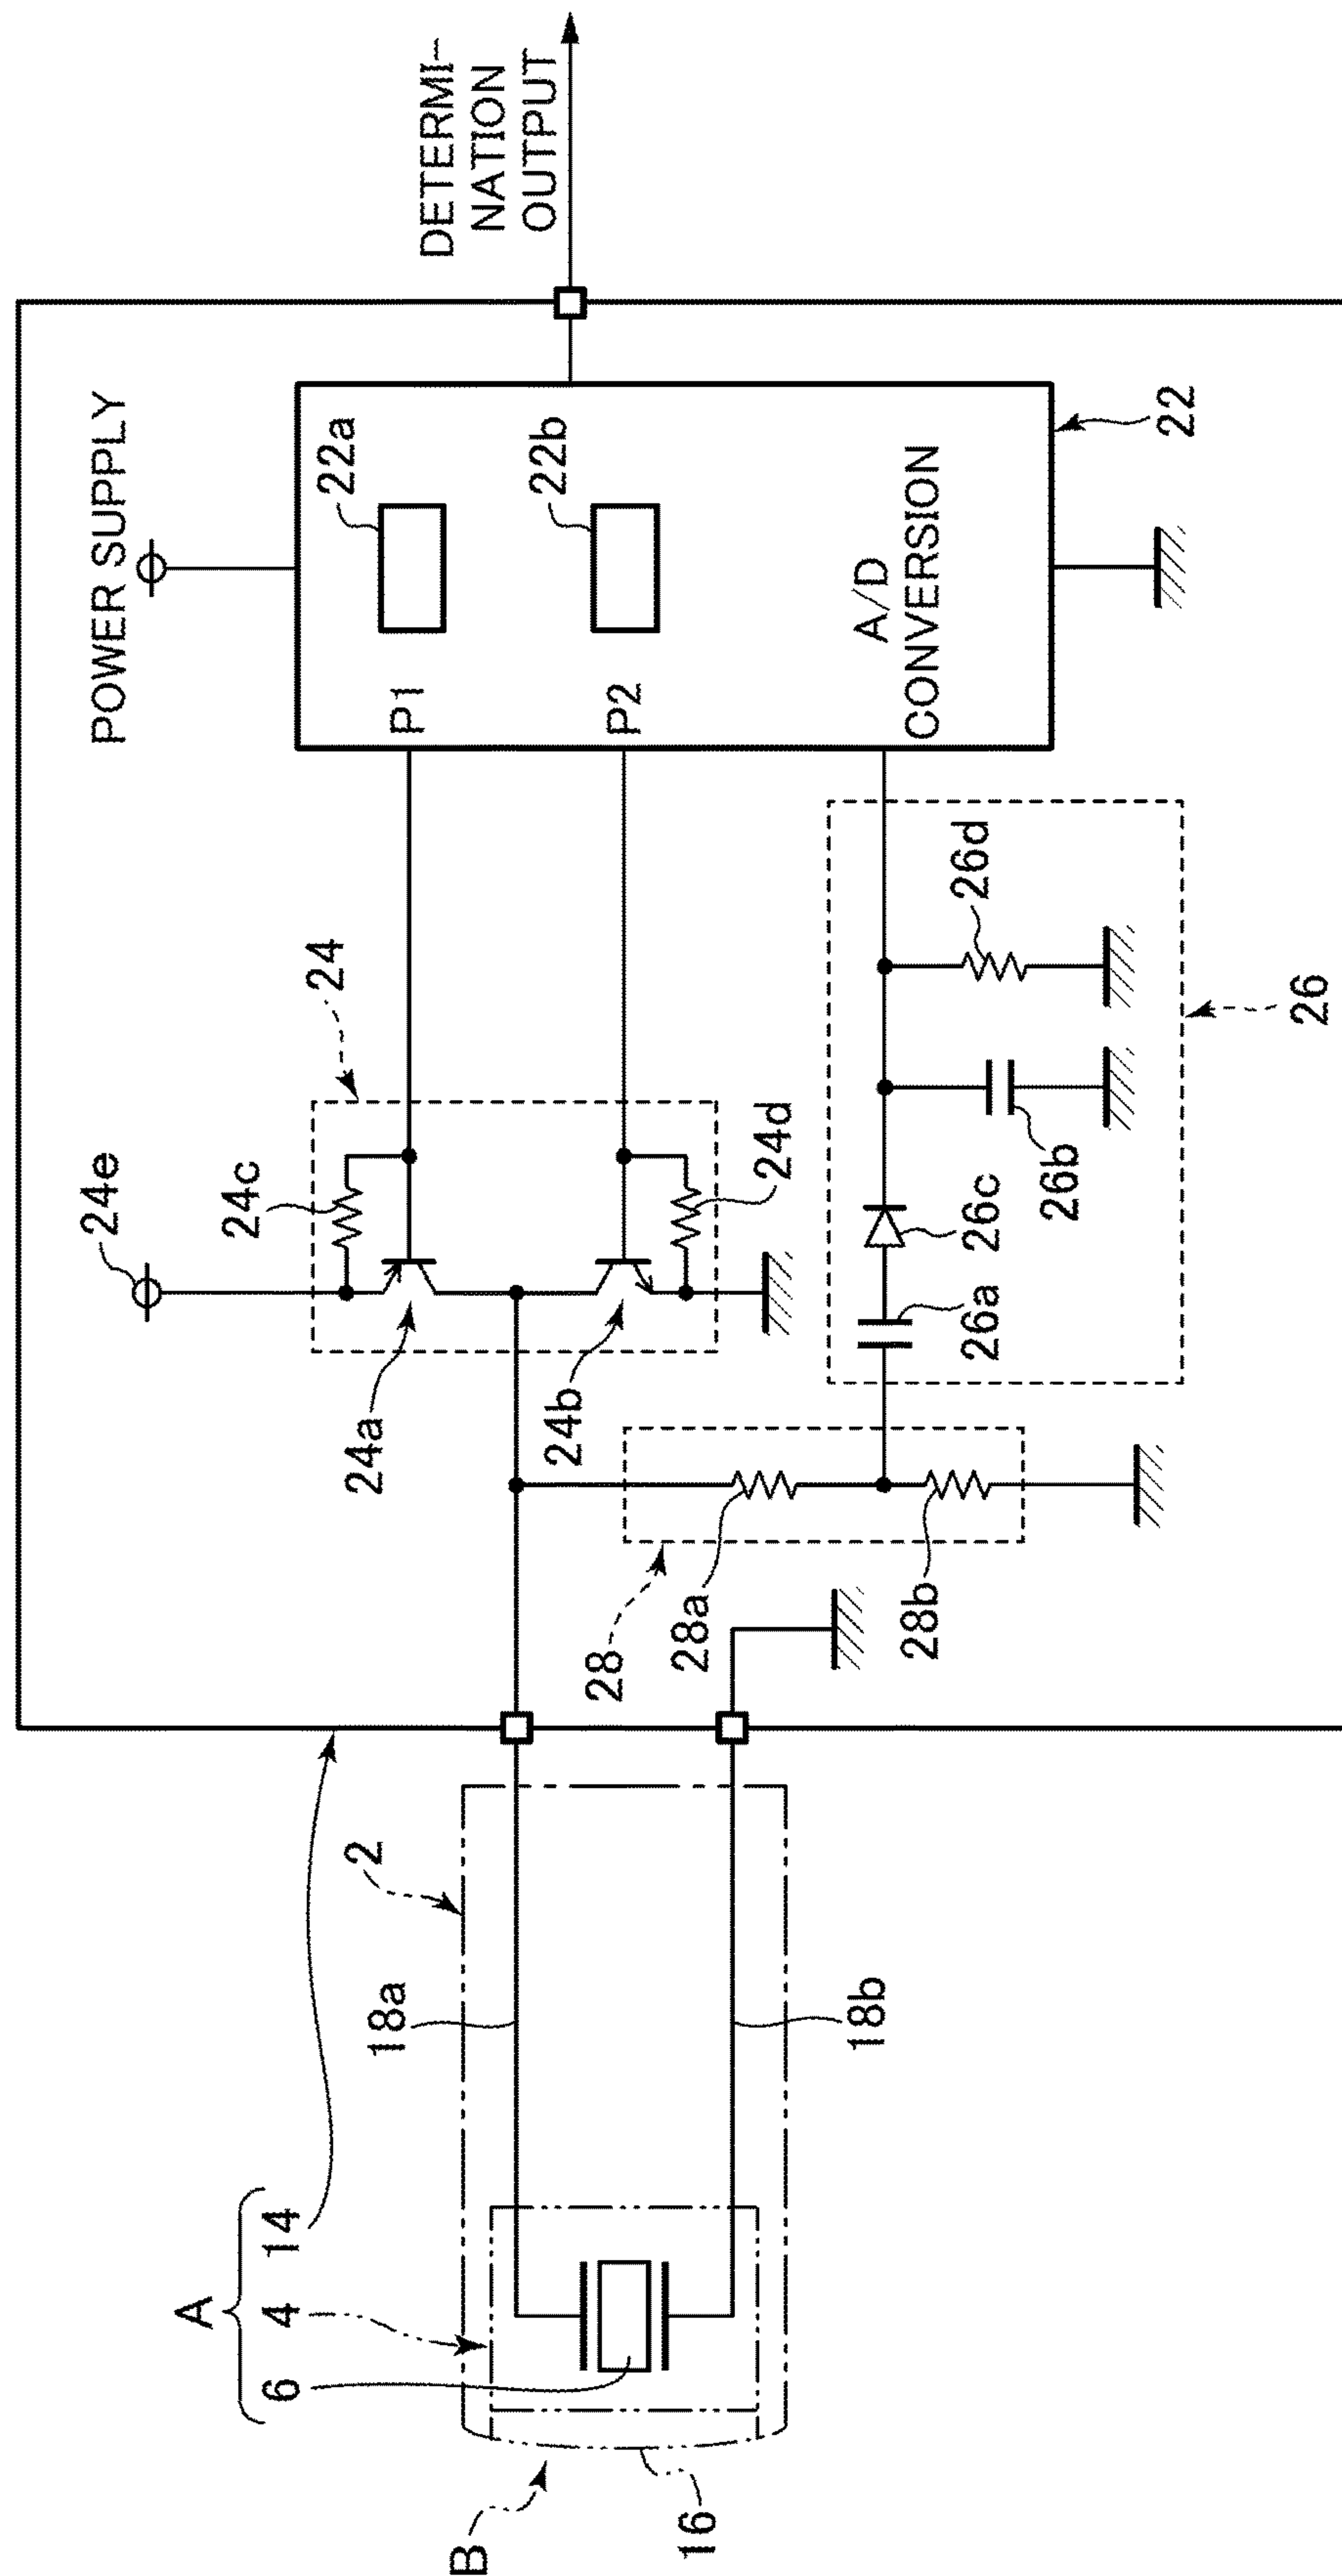 POWER SUPPLY
DETERMI-
NATION
OUTPUT
24e
24c
24
P1
22a
24a
24b
24d
P2
22b
A/D
CONVERSION
22
28
28a
28b
26a
26c
26b
26d
26
A
14
4
6
2
18a
18b
B
16